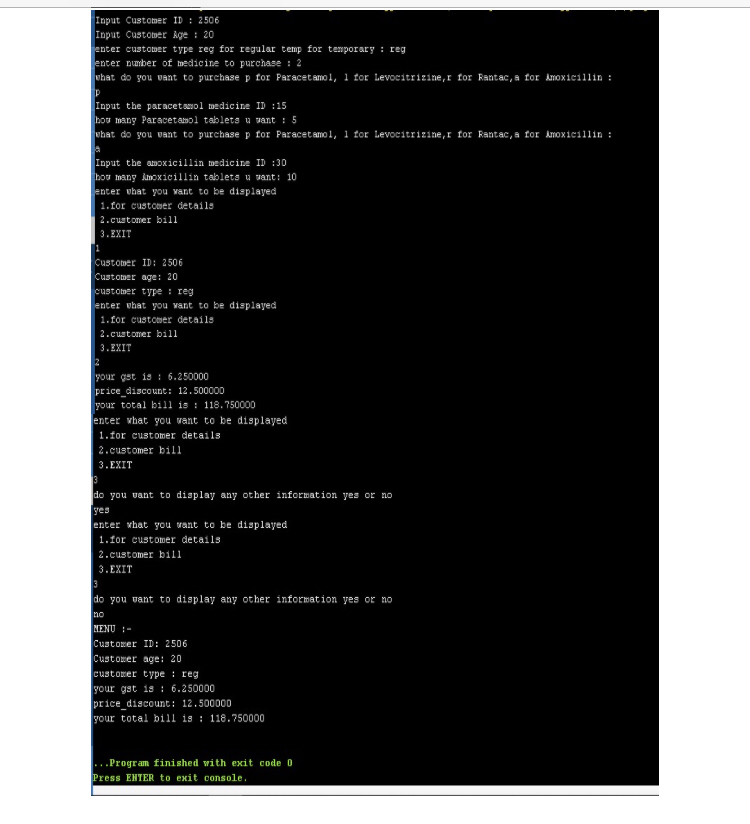 Input Customer ID : 2506
Input Customer Age : 20
enter customer type reg for regular temp for temporary : reg
enter number of medicine to purchase : 2
what do you want to purchase p for Paracetamol, l for Levocitrizine,r for Rantac,a for Amoxicillin :
p
Input the paracetamol medicine ID :15
how many Paracetamol tablets u want : 5
what do you want to purchase p for Paracetamol, l for Levocitrizine,r for Rantac,a for Amoxicillin :
a
Input the amoxicillin medicine ID :30
how many Amoxicillin tablets u want: 10
enter what you want to be displayed
1.for customer details
2.customer bill
3.EXIT
1
Customer ID: 2506
Customer age: 20
customer type : reg
enter what you want to be displayed
1.for customer details
2.customer bill
3.EXIT
2
your gst is : 6.250000
price_discount: 12.500000
your total bill is : 118.750000
enter what you want to be displayed
1.for customer details
2.customer bill
3.EXIT
3
do you want to display any other information yes or no
yes
enter what you want to be displayed
1.for customer details
2.customer bill
3.EXIT
3
do you want to display any other information yes or no
no
MENU :-
Customer ID: 2506
Customer age: 20
customer type : reg
your gst is : 6.250000
price_discount: 12.500000
your total bill is : 118.750000
...Program finished with exit code 0
Press ENTER to exit console.